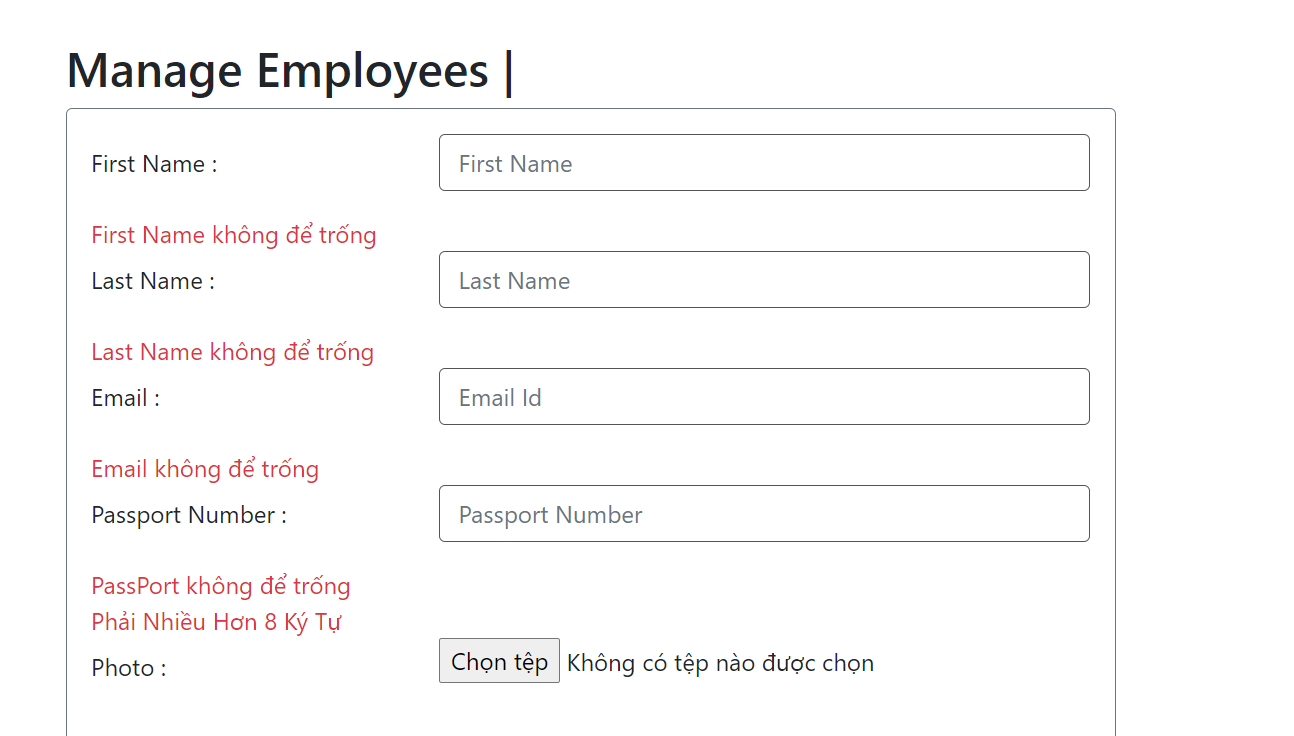 Manage Employees |
First Name : First Name
First Name không để trống
Last Name : Last Name
Last Name không để trống
Email : Email Id
Email không để trống
Passport Number : Passport Number
PassPort không để trống
Phải Nhiều Hơn 8 Ký Tự
Photo : Chọn tệp Không có tệp nào được chọn